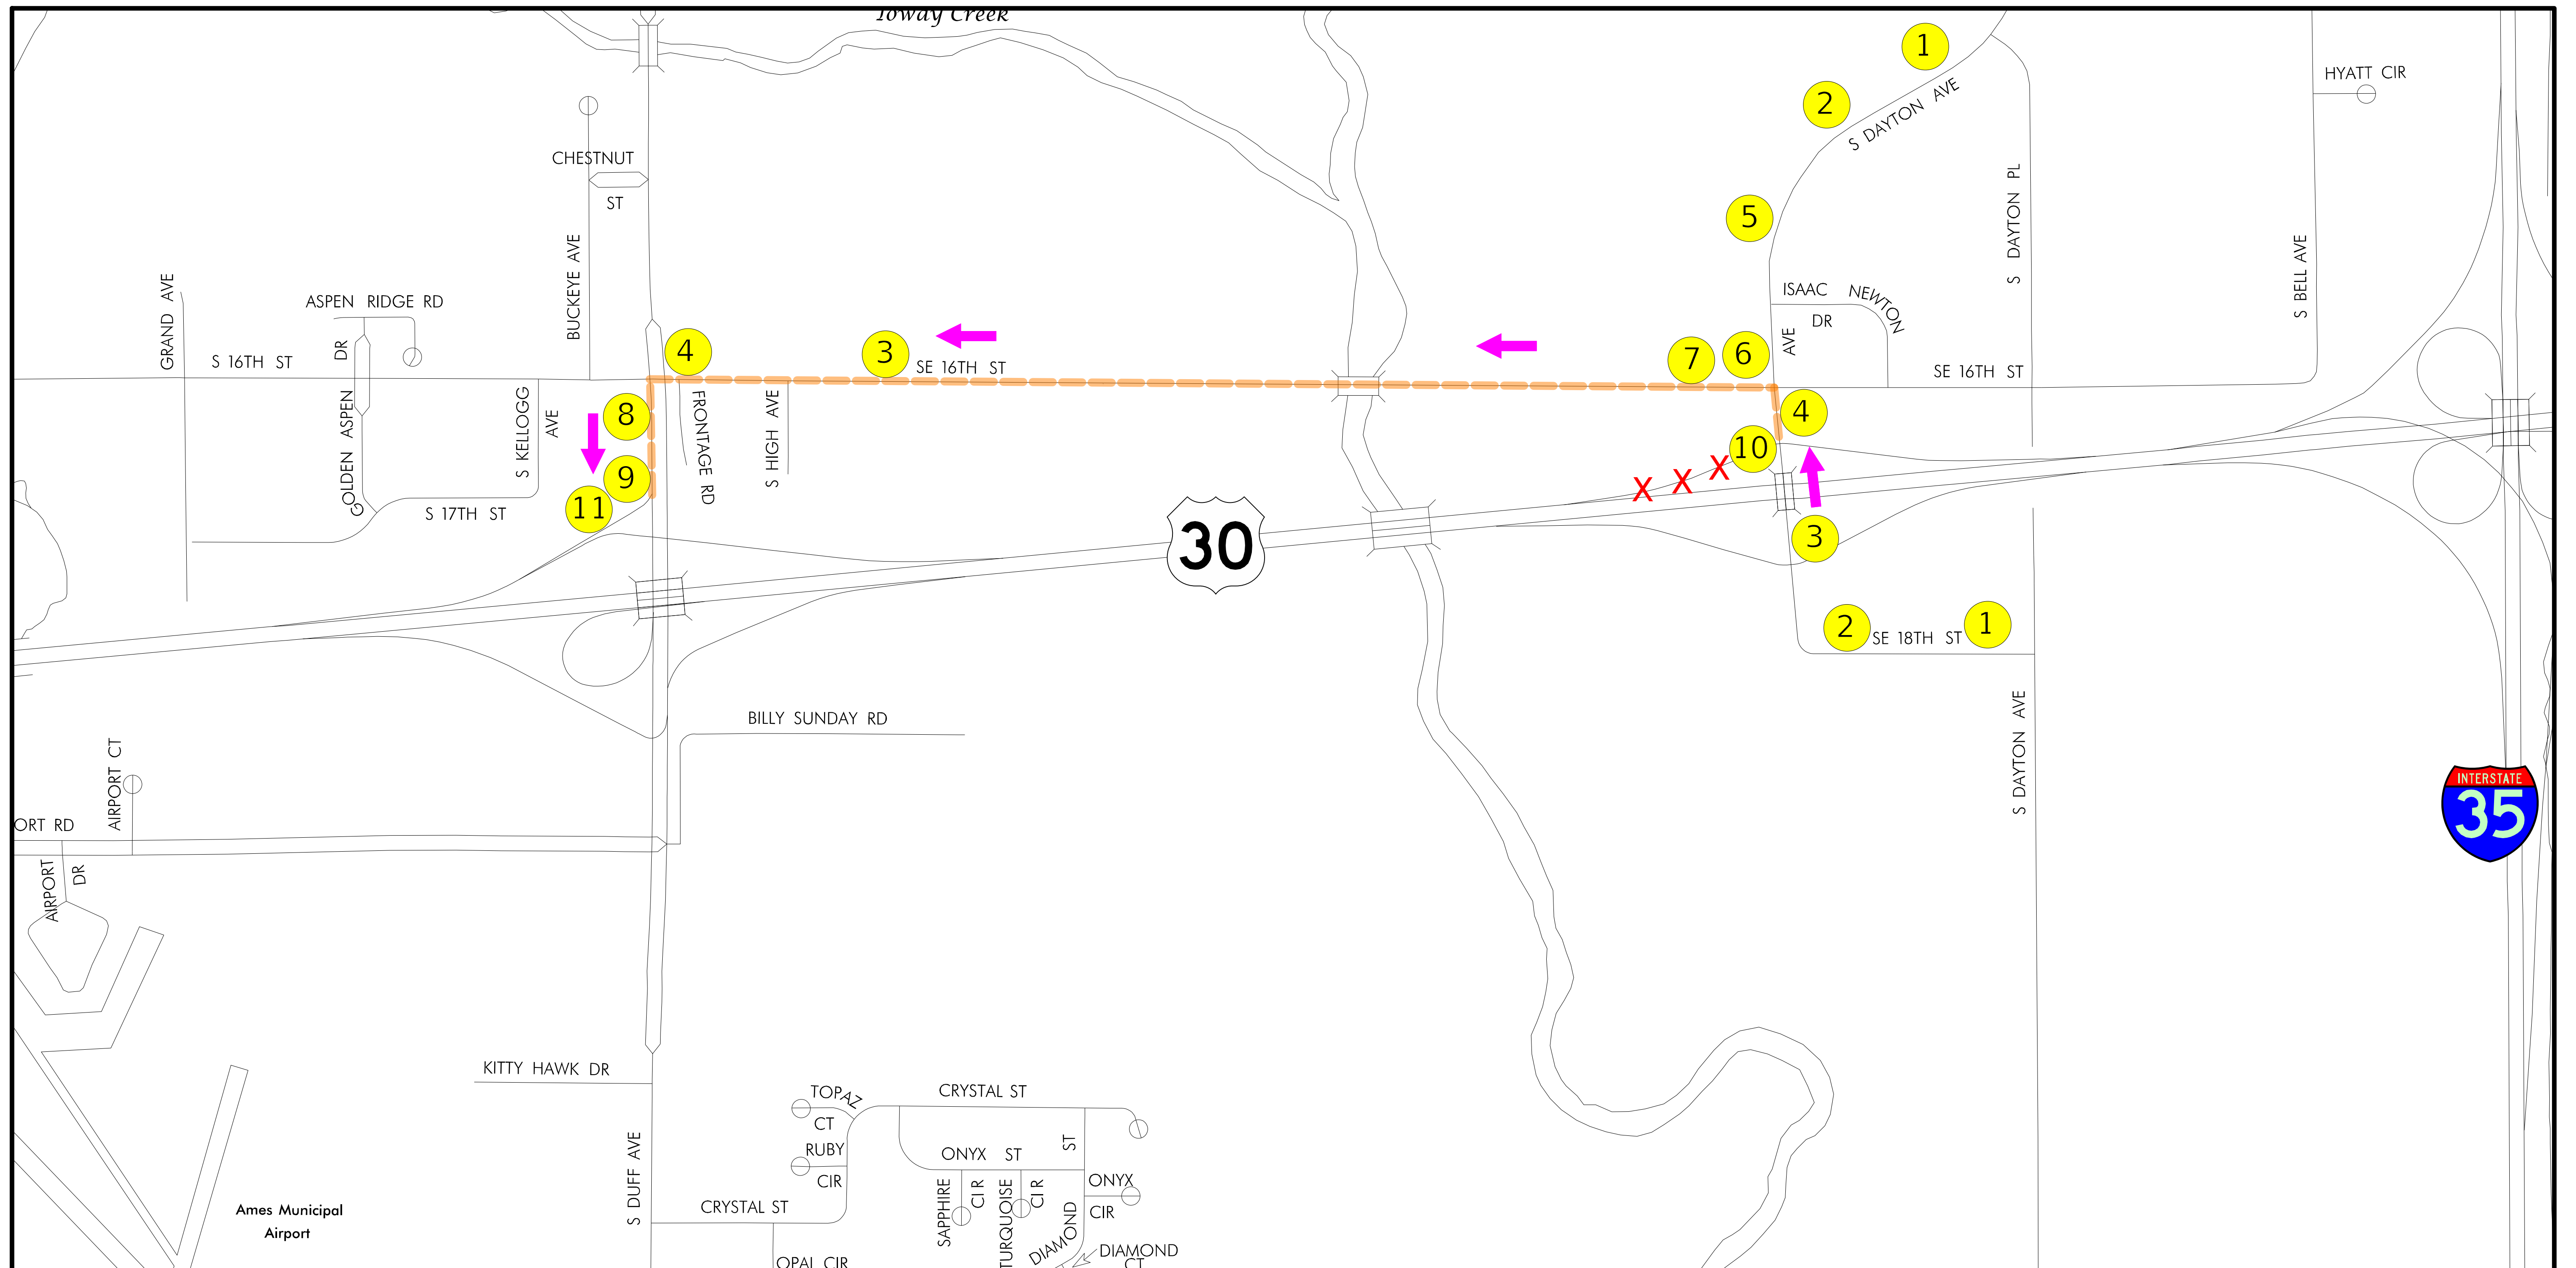 Ioway Creek
1
HYATT CIR
2
S DAYTON AVE
CHESTNUT
ST
S DAYTON PL
5
BUCKEYE AVE
S BELL AVE
GRAND AVE
ASPEN RIDGE RD
ISAAC NEWTON
DR
AVE
S 16TH ST
DR
GOLDEN ASPEN
4
3
SE 16TH ST
7
6
SE 16TH ST
S KELLOGG
AVE
8
FRONTAGE RD
S HIGH AVE
4
10
9
X X X
11
S 17TH ST
30
3
2
SE 18TH ST
1
BILLY SUNDAY RD
S DAYTON AVE
AIRPORT CT
INTERSTATE
35
ORT RD
AIRPORT
DR
KITTY HAWK DR
TOPAZ
CT
CRYSTAL ST
RUBY
CIR
ONYX ST
ST
DIAMOND
S DUFF AVE
ONYX
CIR
SAPPHIRE
CIR
TURQUOISE
CIR
CRYSTAL ST
Ames Municipal
Airport
DIAMOND
CT
OPAL CIR